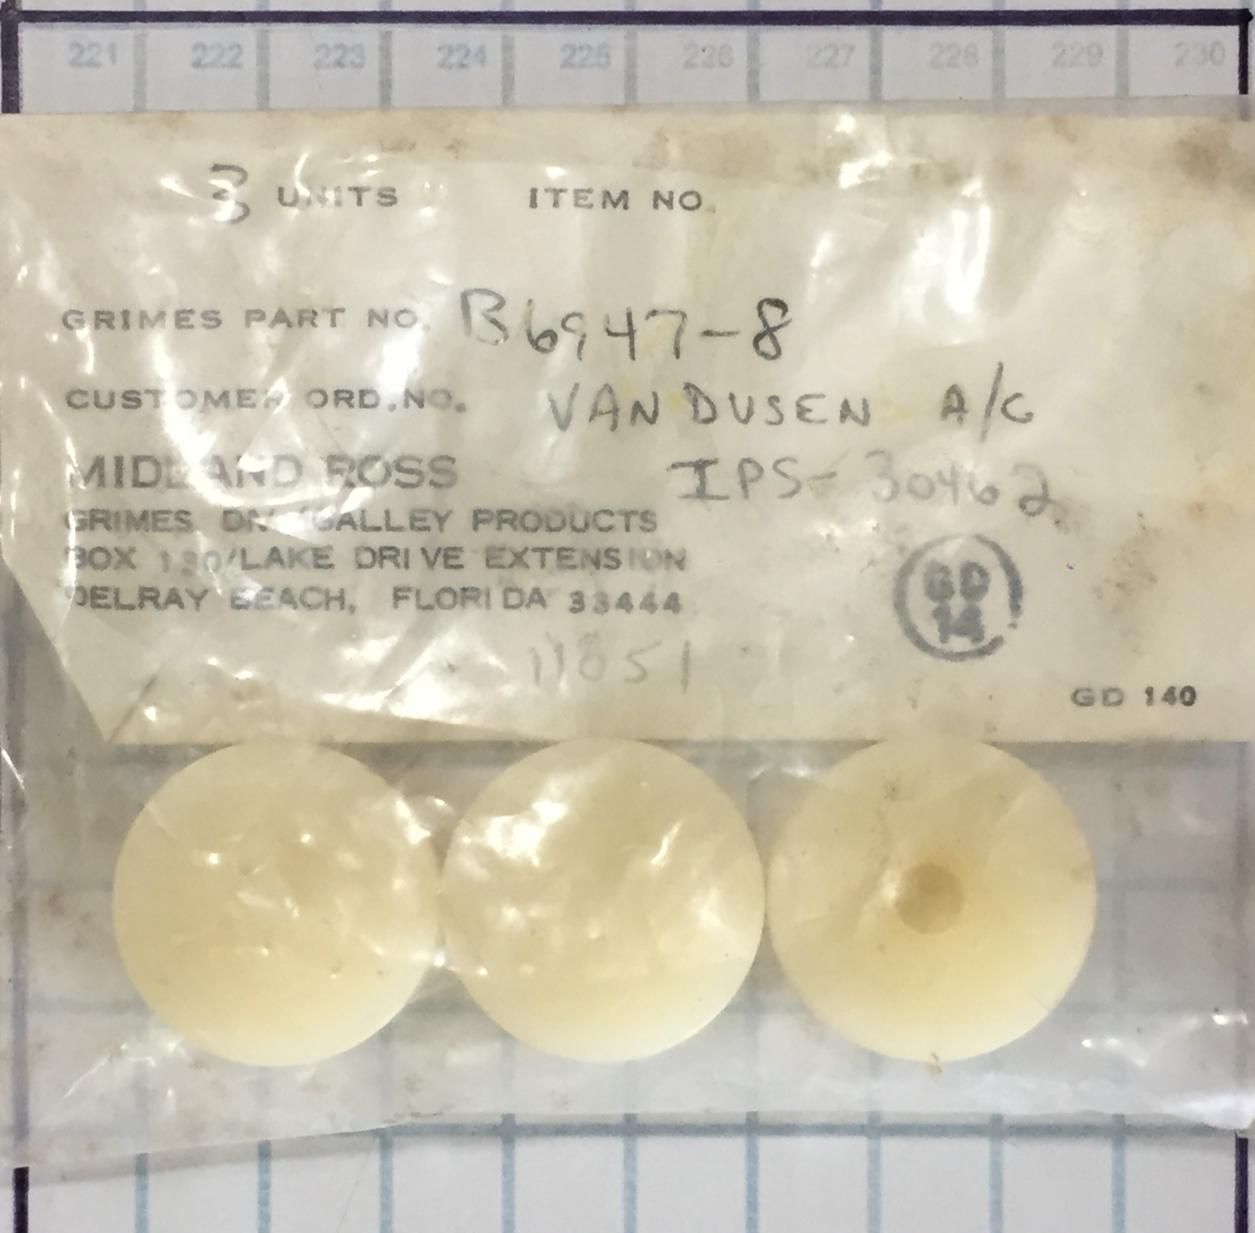 221 222 223 224 225 226 227 228 229 230
3 UNITS ITEM NO.
GRIMES PART NO. B6947-8
CUSTOMER ORD.NO. VAN DUSEN A/C
MIDLAND ROSS IPS-30462
GRIMES DIV GALLEY PRODUCTS
BOX 130/LAKE DRIVE EXTENSION
DELRAY BEACH, FLORIDA 33444
GD
14
11051
GD 140